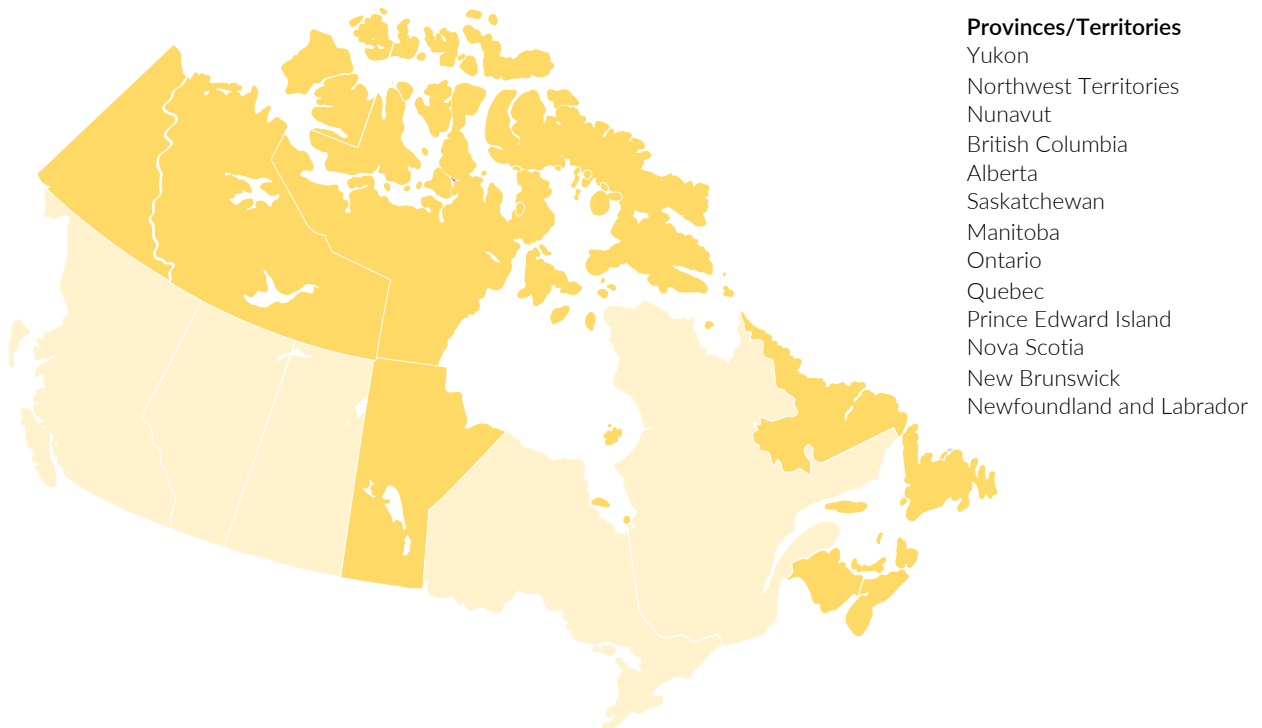 Provinces/Territories
Yukon
Northwest Territories
Nunavut
British Columbia
Alberta
Saskatchewan
Manitoba
Ontario
Quebec
Prince Edward Island
Nova Scotia
New Brunswick
Newfoundland and Labrador